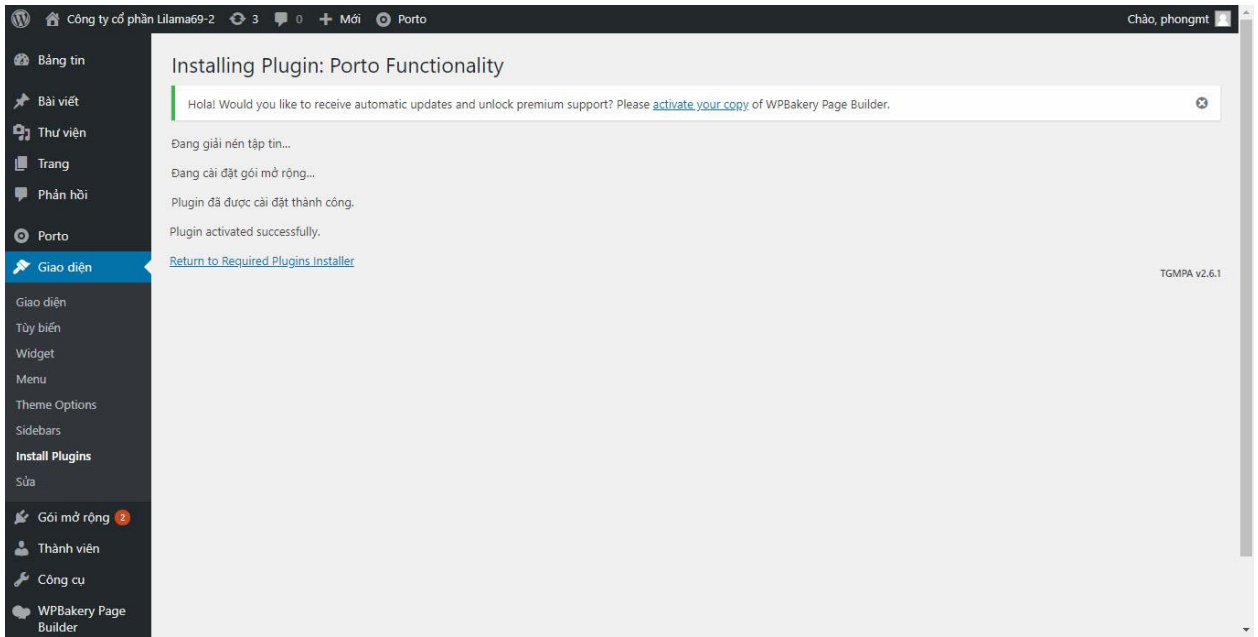 Công ty cổ phần Lilama69-2 3 0 Mới Porto Chào, phongmt
Bảng tin
Bài viết
Thư viện
Trang
Phản hồi
Porto
Giao diện
Giao diện
Tùy biến
Widget
Menu
Theme Options
Sidebars
Install Plugins
Sửa
Gói mở rộng 2
Thành viên
Công cụ
WPBakery Page
Builder
Installing Plugin: Porto Functionality
Hola! Would you like to receive automatic updates and unlock premium support? Please activate your copy of WPBakery Page Builder.
Đang giải nén tập tin...
Đang cài đặt gói mở rộng...
Plugin đã được cài đặt thành công.
Plugin activated successfully.
Return to Required Plugins Installer
TGMPA v2.6.1